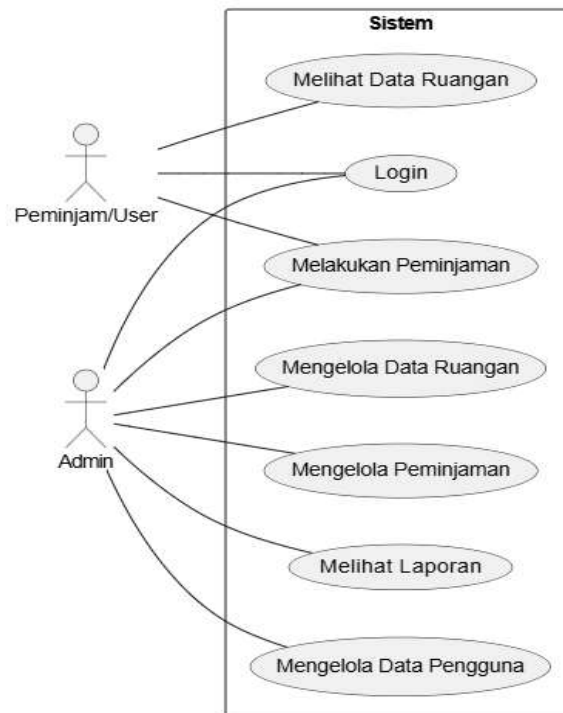 Sistem
Melihat Data Ruangan
Login
Peminjam/User
Melakukan Peminjaman
Mengelola Data Ruangan
Admin
Mengelola Peminjaman
Melihat Laporan
Mengelola Data Pengguna